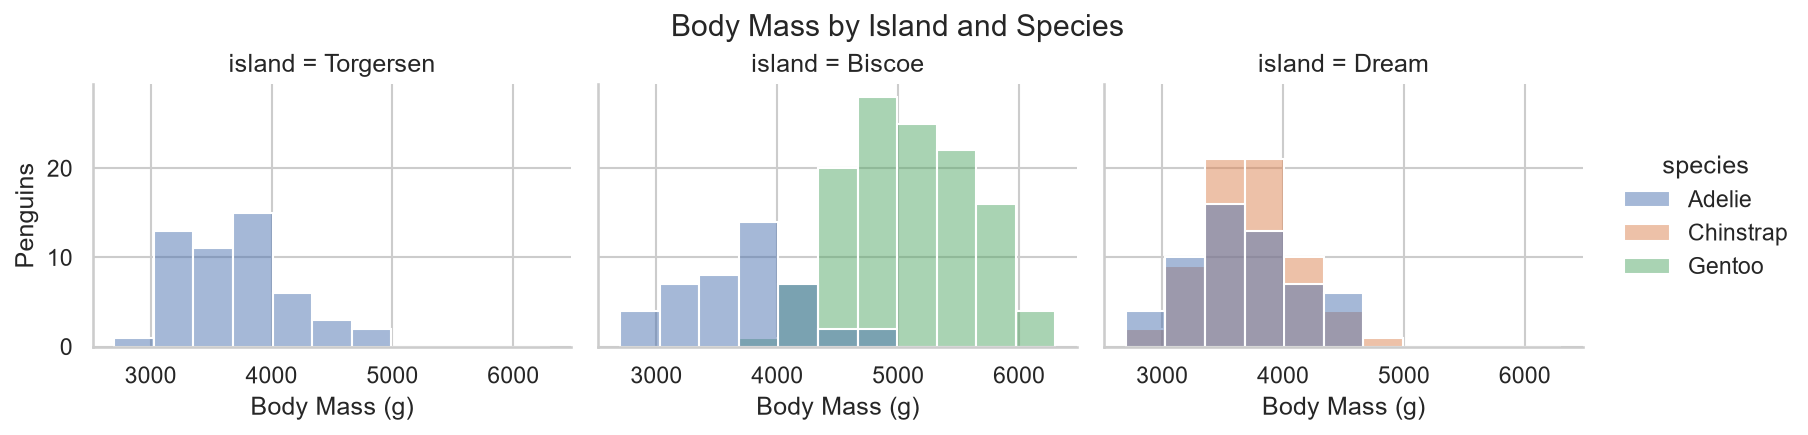 Body Mass by Island and Species
island = Torgersen
island = Biscoe
island = Dream
Penguins
20
10
0
3000 4000 5000 6000
3000 4000 5000 6000
3000 4000 5000 6000
Body Mass (g)
Body Mass (g)
Body Mass (g)
species
Adelie
Chinstrap
Gentoo